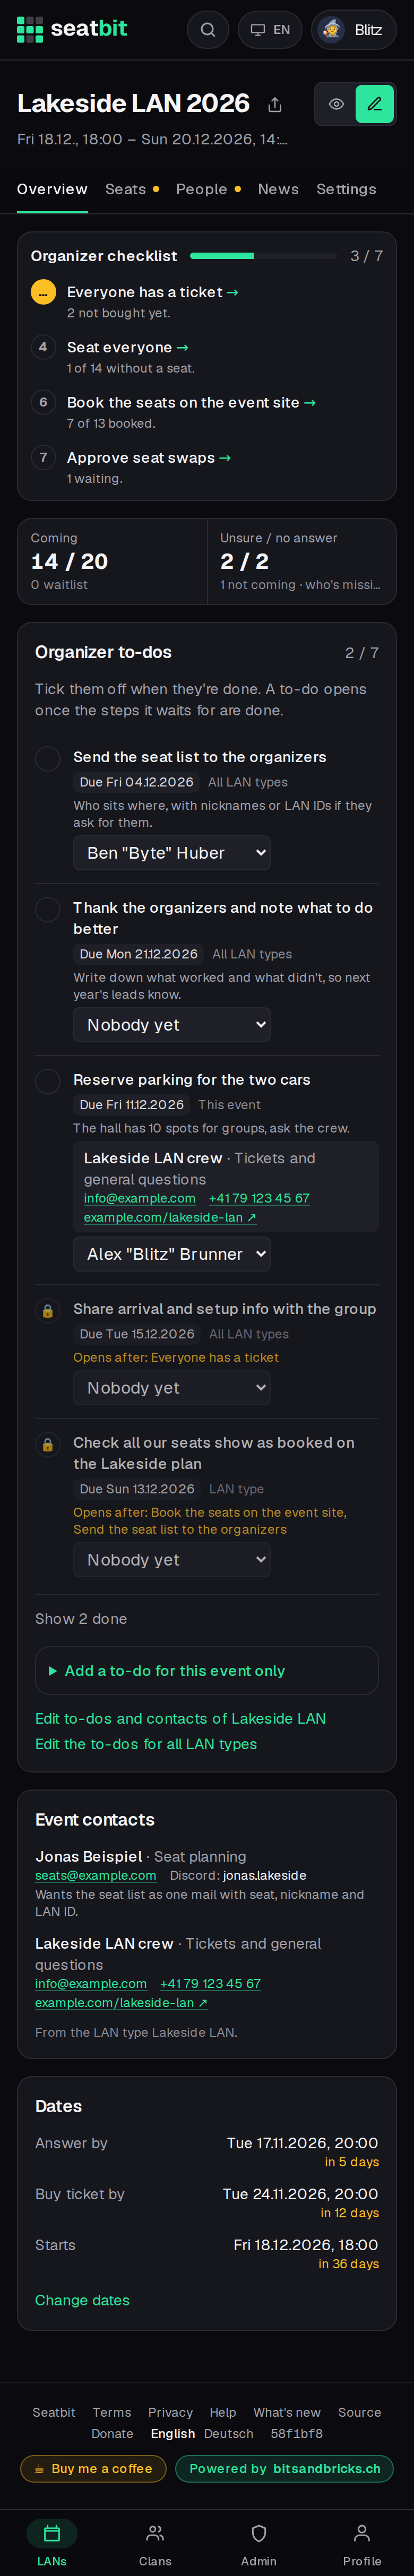 seatbit
EN
Blitz
Lakeside LAN 2026
Fri 18.12., 18:00 – Sun 20.12.2026, 14:…
Overview Seats People News Settings
Organizer checklist 3 / 7
… Everyone has a ticket →
2 not bought yet.
4 Seat everyone →
1 of 14 without a seat.
6 Book the seats on the event site →
7 of 13 booked.
7 Approve seat swaps →
1 waiting.
Coming
14 / 20
0 waitlist
Unsure / no answer
2 / 2
1 not coming · who's missi…
Organizer to-dos 2 / 7
Tick them off when they're done. A to-do opens
once the steps it waits for are done.
Send the seat list to the organizers
Due Fri 04.12.2026 All LAN types
Who sits where, with nicknames or LAN IDs if they
ask for them.
Ben "Byte" Huber
Thank the organizers and note what to do
better
Due Mon 21.12.2026 All LAN types
Write down what worked and what didn't, so next
year's leads know.
Nobody yet
Reserve parking for the two cars
Due Fri 11.12.2026 This event
The hall has 10 spots for groups, ask the crew.
Lakeside LAN crew · Tickets and
general questions
info@example.com +41 79 123 45 67
example.com/lakeside-lan ↗
Alex "Blitz" Brunner
Share arrival and setup info with the group
Due Tue 15.12.2026 All LAN types
Opens after: Everyone has a ticket
Nobody yet
Check all our seats show as booked on
the Lakeside plan
Due Sun 13.12.2026 LAN type
Opens after: Book the seats on the event site,
Send the seat list to the organizers
Nobody yet
Show 2 done
▶ Add a to-do for this event only
Edit to-dos and contacts of Lakeside LAN
Edit the to-dos for all LAN types
Event contacts
Jonas Beispiel · Seat planning
seats@example.com Discord: jonas.lakeside
Wants the seat list as one mail with seat, nickname and
LAN ID.
Lakeside LAN crew · Tickets and general
questions
info@example.com +41 79 123 45 67
example.com/lakeside-lan ↗
From the LAN type Lakeside LAN.
Dates
Answer by Tue 17.11.2026, 20:00
in 5 days
Buy ticket by Tue 24.11.2026, 20:00
in 12 days
Starts Fri 18.12.2026, 18:00
in 36 days
Change dates
Seatbit Terms Privacy Help What's new Source
Donate English Deutsch 58f1bf8
Buy me a coffee Powered by bitsandbricks.ch
LANs Clans Admin Profile